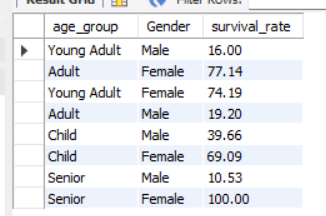 Result Grid Filter Rows:
age_group Gender survival_rate
Young Adult Male 16.00
Adult Female 77.14
Young Adult Female 74.19
Adult Male 19.20
Child Male 39.66
Child Female 69.09
Senior Male 10.53
Senior Female 100.00